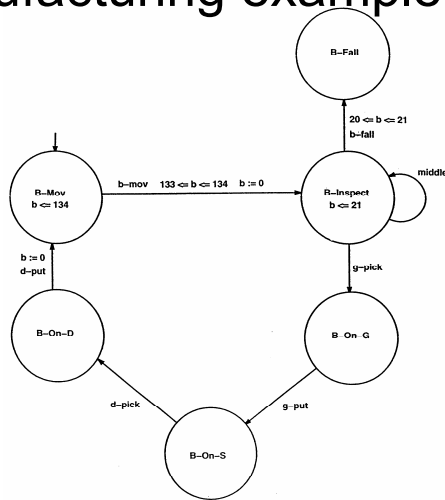 ufacturing example
B-Fall
20 <= b <= 21
b-fall
B-Mov
b <= 134
b-mov 133 <= b <= 134 b := 0
B-Inspect
b <= 21
middle
b := 0
d-put
g-pick
B-On-D
B-On-G
d-pick
g-put
B-On-S